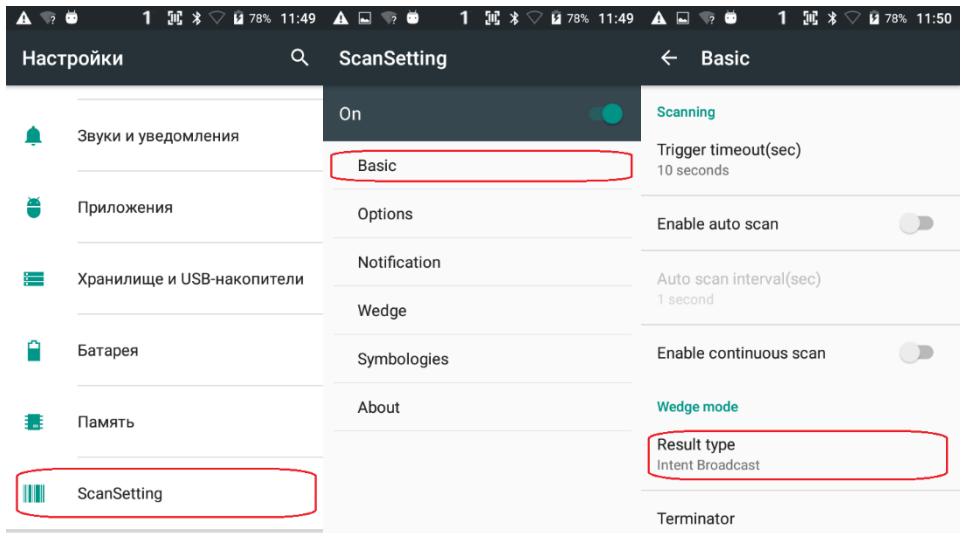 1 78% 11:49
Настройки
Звуки и уведомления
Приложения
Хранилище и USB-накопители
Батарея
Память
ScanSetting
1 78% 11:49
ScanSetting
On
Basic
Options
Notification
Wedge
Symbologies
About
1 78% 11:50
Basic
Scanning
Trigger timeout(sec)
10 seconds
Enable auto scan
Auto scan interval(sec)
1 second
Enable continuous scan
Wedge mode
Result type
Intent Broadcast
Terminator